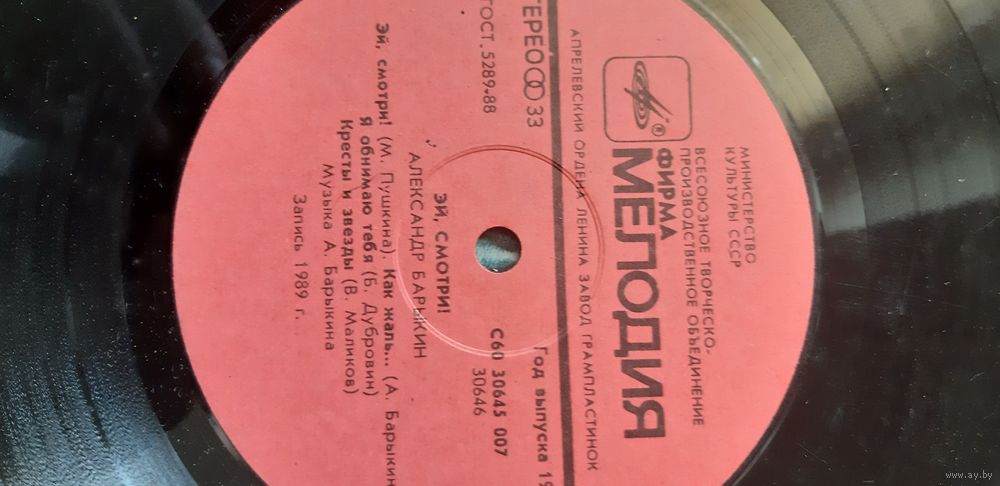 МИНИСТЕРСТВО
КУЛЬТУРЫ СССР
ВСЕСОЮЗНОЕ ТВОРЧЕСКО-
ПРОИЗВОДСТВЕННОЕ ОБЪЕДИНЕНИЕ
ФИРМА
МЕЛОДИЯ
®
АПРЕЛЕВСКИЙ ОРДЕНА ЛЕНИНА ЗАВОД ГРАМПЛАСТИНОК
ТЕРЕО 33
Год выпуска 19
ГОСТ. 5289-88
С60 30645 007
30646
ЭЙ, СМОТРИ!
АЛЕКСАНДР БАРЫКИН
Эй, смотри! (М. Пушкина). Как жаль... (А. Барыкин
Я обнимаю тебя (Б. Дубровин)
Кресты и звезды (В. Маликов)
Музыка А. Барыкина
Запись 1989 г.
www.ay.by